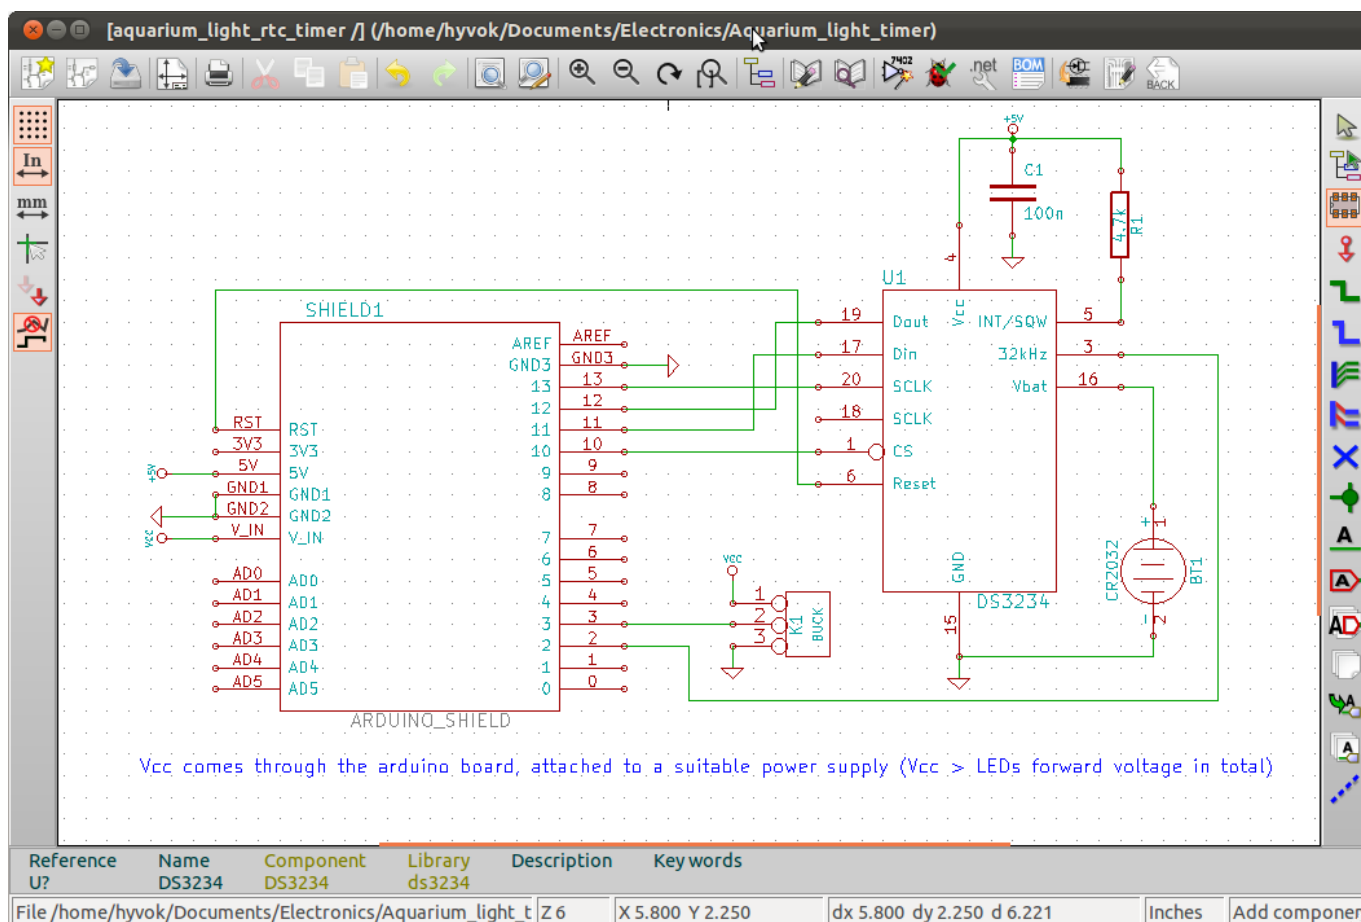 [aquarium_light_rtc_timer /] (/home/hyvok/Documents/Electronics/Aquarium_light_timer)
7402
.net
BOM
BACK
In
mm
+5V
C1
100n
4.7k
R1
4
U1
Vcc
19 Dout INT/SQW 5
17 Din 32kHz 3
20 SCLK Vbat 16
18 SCLK
1 CS
6 Reset
GND
DS3234
15
SHIELD1
AREF AREF
GND3 GND3
13 13
12 12
RST RST 11 11
3V3 3V3 10 10
+5V 5V 5V 9 9
GND1 GND1 8 8
GND2 GND2
VCC V_IN V_IN 7 7
6 6
AD0 AD0 5 5
AD1 AD1 4 4
AD2 AD2 3 3
AD3 AD3 2 2
AD4 AD4 1 1
AD5 AD5 0 0
ARDUINO_SHIELD
VCC
1
2
3
K1
BUCK
+ 1
CR2032
BT1
- 2
Vcc comes through the arduino board, attached to a suitable power supply (Vcc > LEDs forward voltage in total)
A
A
AD
A
A
Reference Name Component Library Description Key words
U? DS3234 DS3234 ds3234
File /home/hyvok/Documents/Electronics/Aquarium_light_t Z 6 X 5.800 Y 2.250 dx 5.800 dy 2.250 d 6.221 Inches Add componen